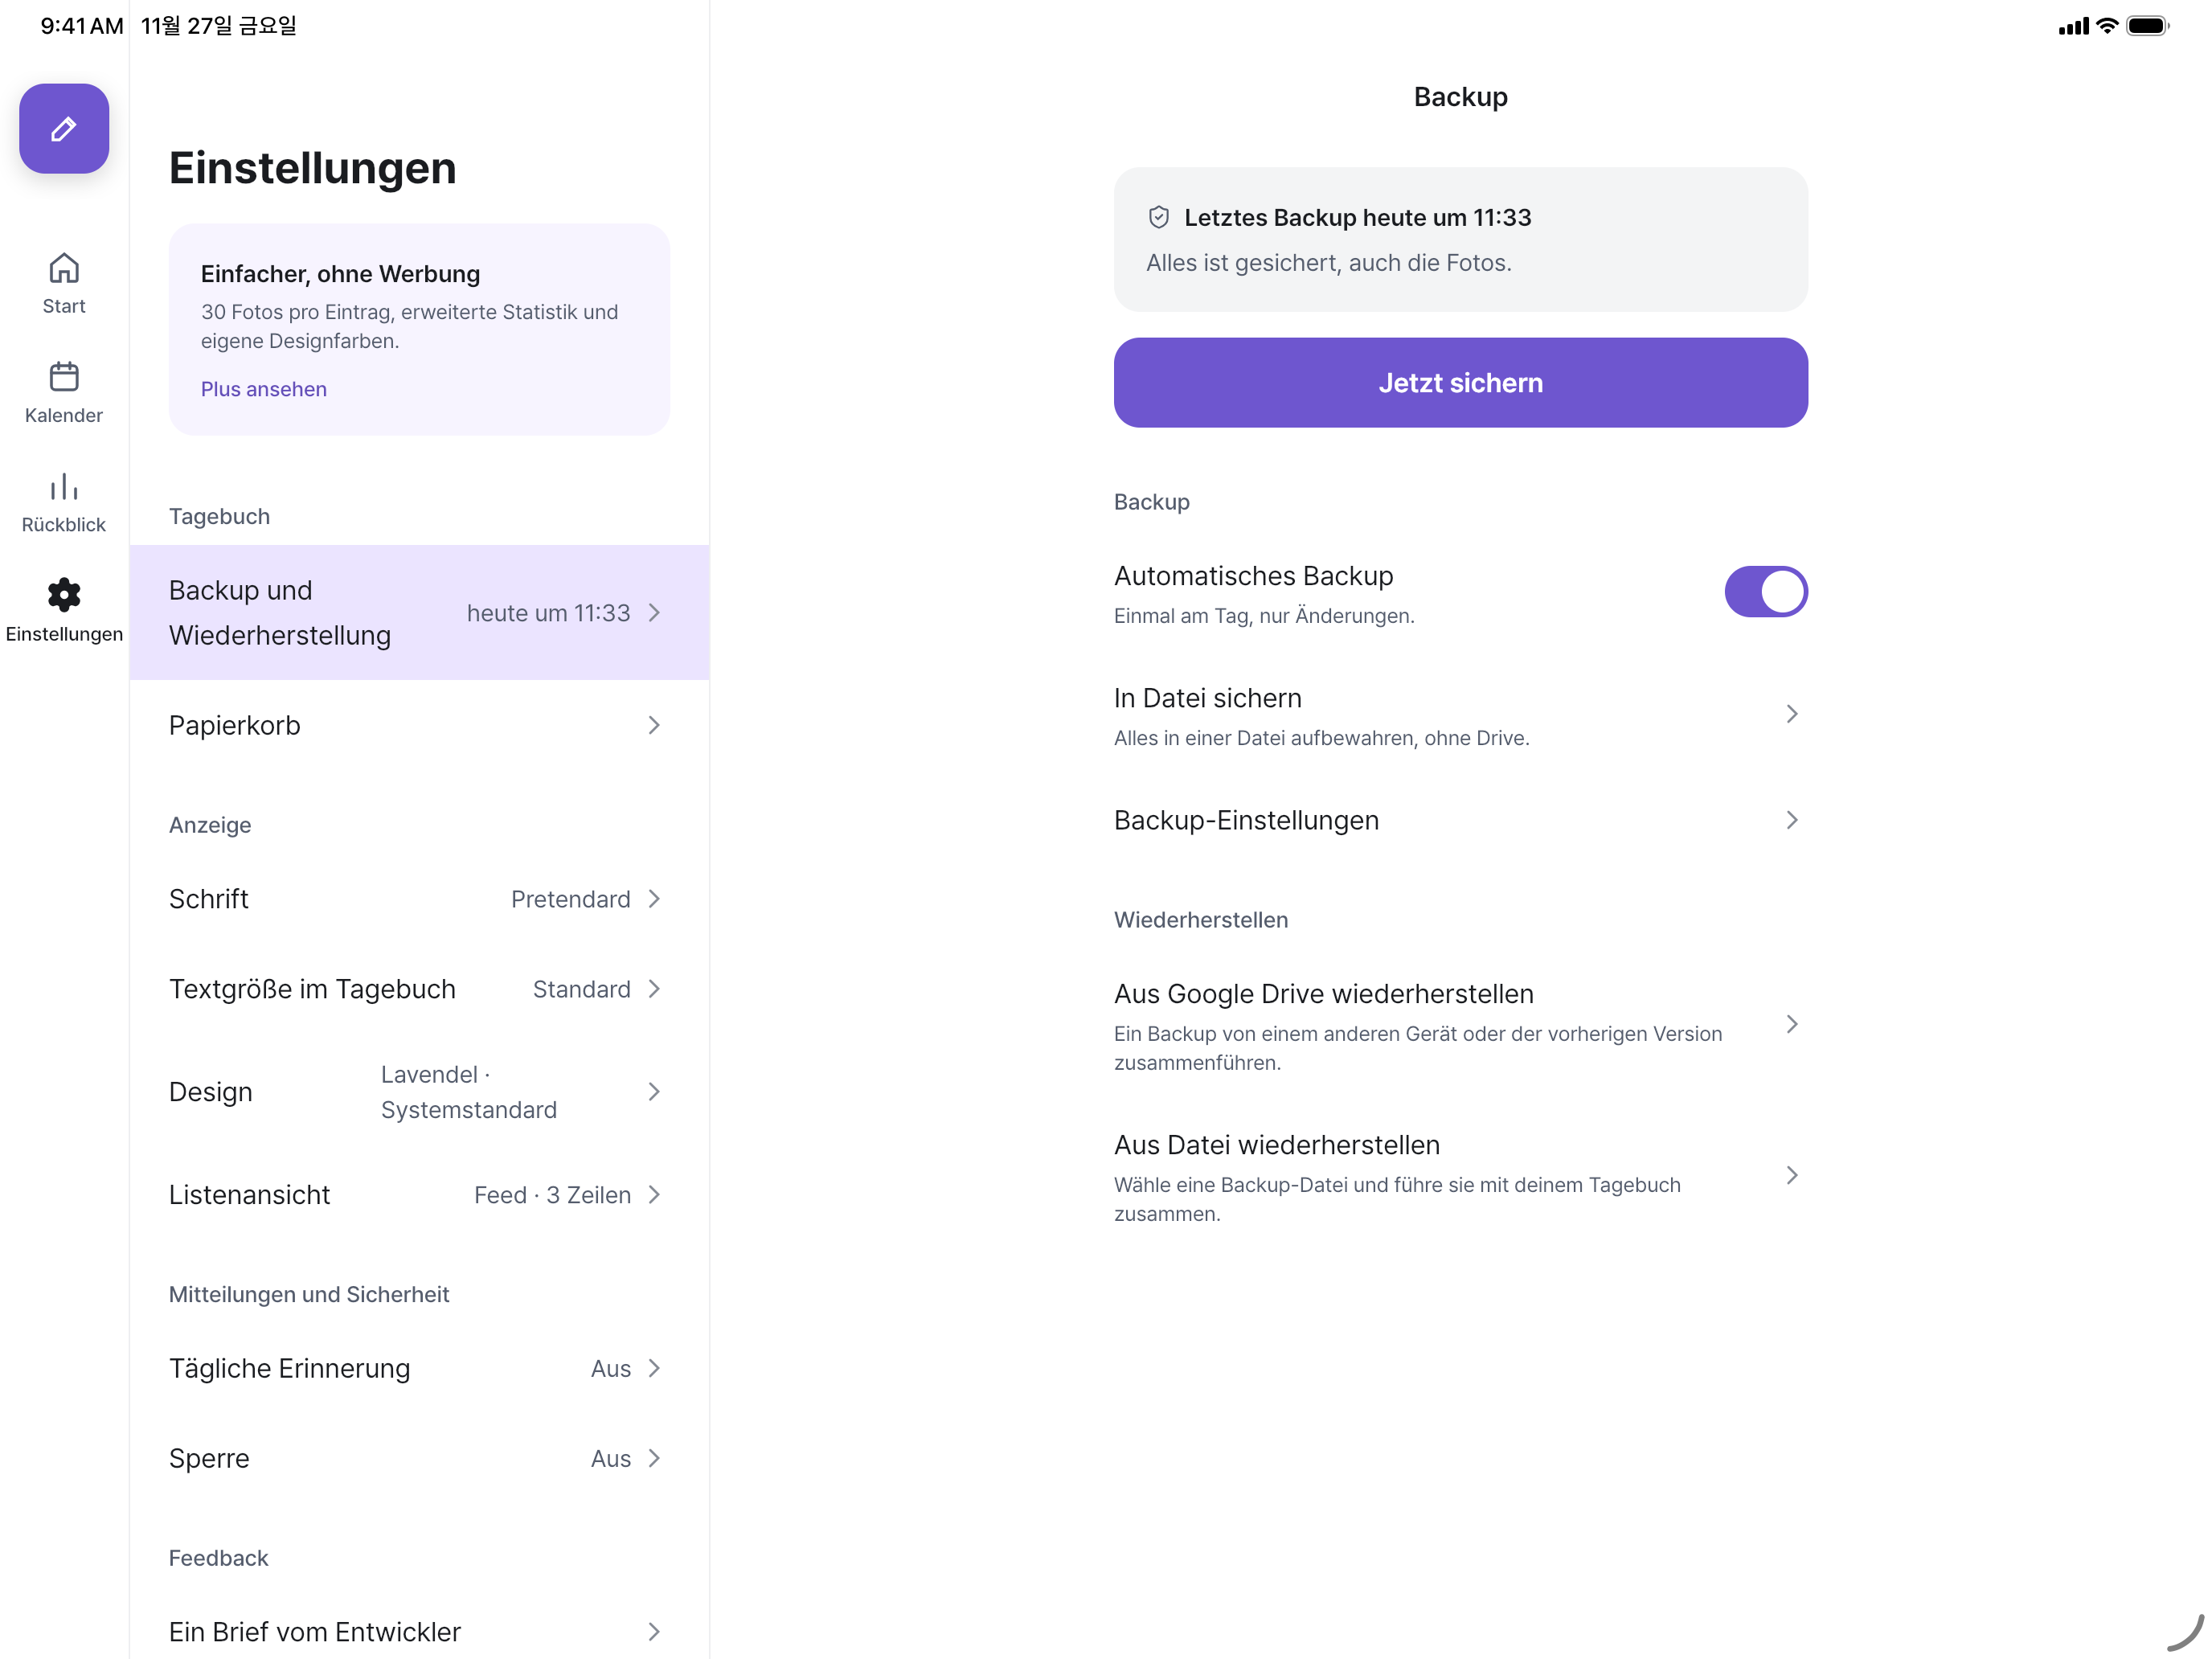 9:41 AM 11월 27일 금요일
Start
Kalender
Rückblick
Einstellungen
Einstellungen
Einfacher, ohne Werbung
30 Fotos pro Eintrag, erweiterte Statistik und
eigene Designfarben.
Plus ansehen
Tagebuch
Backup und
Wiederherstellung
heute um 11:33
Papierkorb
Anzeige
Schrift
Pretendard
Textgröße im Tagebuch
Standard
Design
Lavendel ·
Systemstandard
Listenansicht
Feed · 3 Zeilen
Mitteilungen und Sicherheit
Tägliche Erinnerung
Aus
Sperre
Aus
Feedback
Ein Brief vom Entwickler
Backup
Letztes Backup heute um 11:33
Alles ist gesichert, auch die Fotos.
Jetzt sichern
Backup
Automatisches Backup
Einmal am Tag, nur Änderungen.
In Datei sichern
Alles in einer Datei aufbewahren, ohne Drive.
Backup-Einstellungen
Wiederherstellen
Aus Google Drive wiederherstellen
Ein Backup von einem anderen Gerät oder der vorherigen Version
zusammenführen.
Aus Datei wiederherstellen
Wähle eine Backup-Datei und führe sie mit deinem Tagebuch
zusammen.